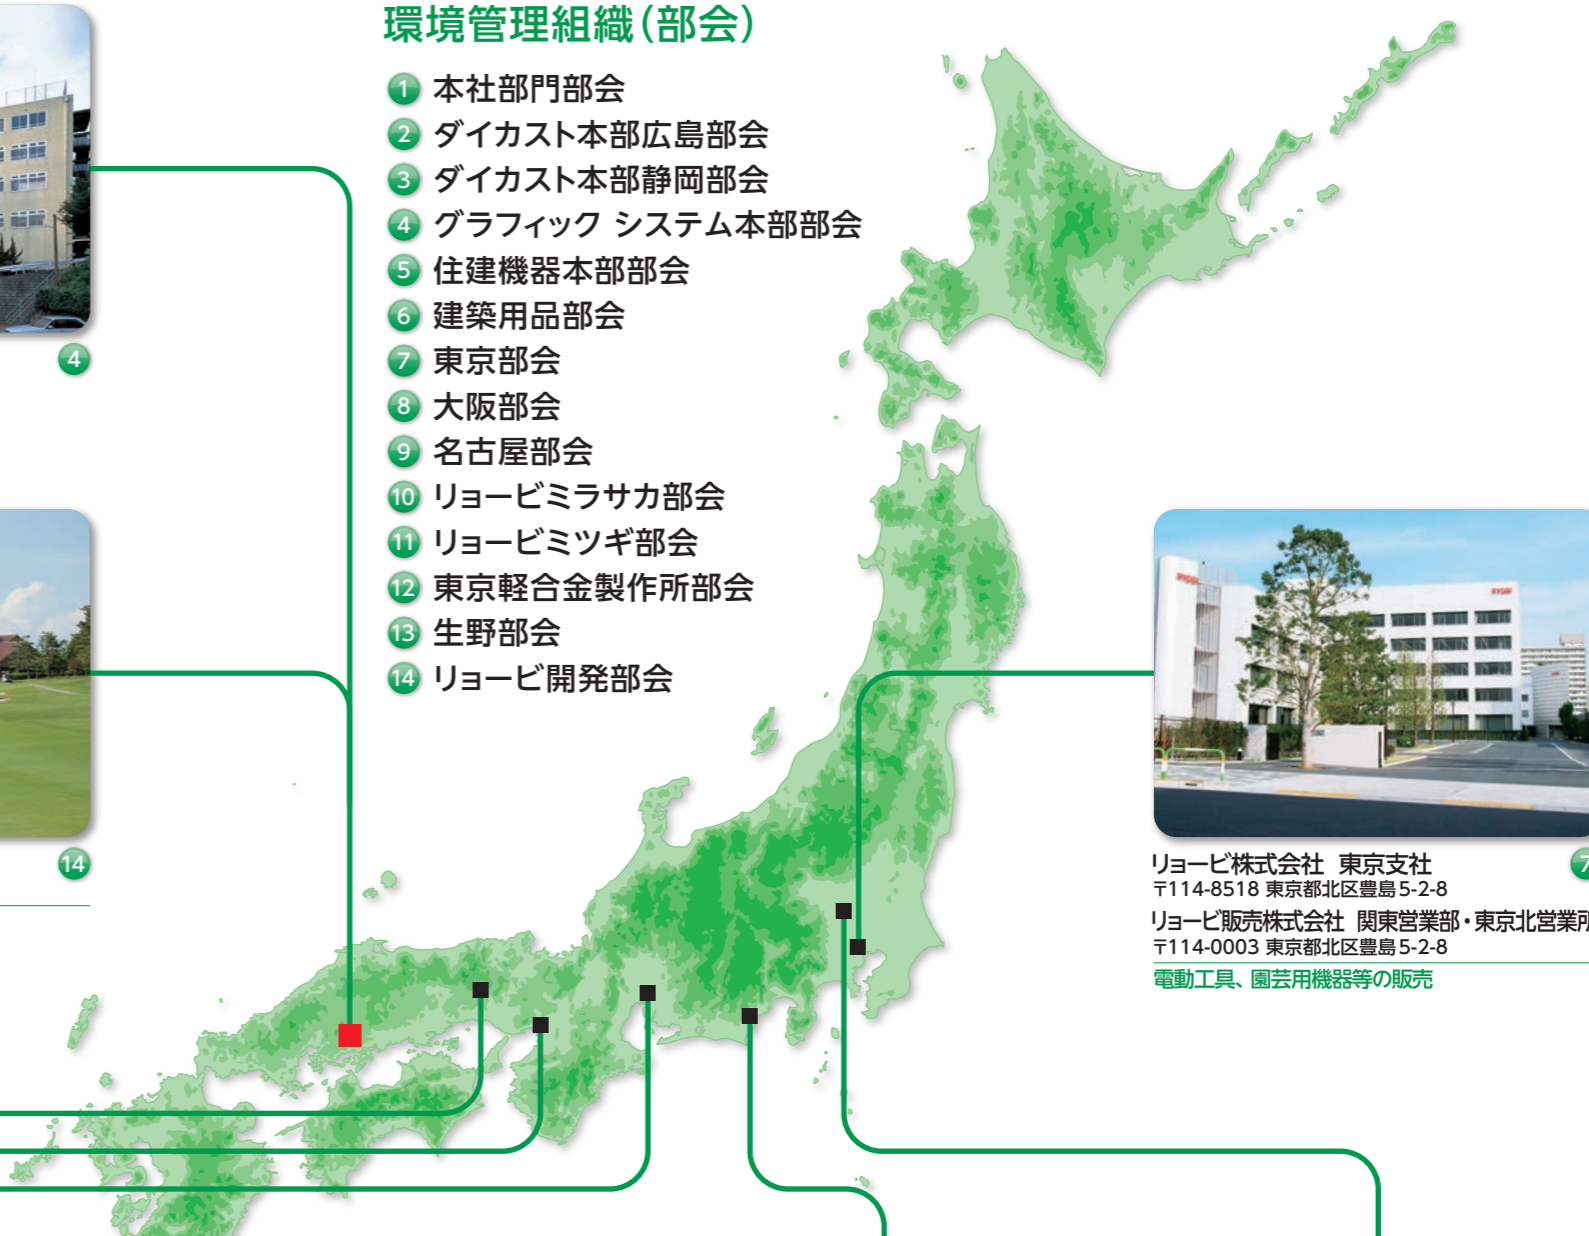 環境管理組織(部会)
1 本社部門部会
2 ダイカスト本部広島部会
3 ダイカスト本部静岡部会
4 グラフィック システム本部部会
5 住建機器本部部会
6 建築用品部会
7 東京部会
8 大阪部会
9 名古屋部会
10 リョービミラサカ部会
11 リョービミツギ部会
12 東京軽合金製作所部会
13 生野部会
14 リョービ開発部会
4
14
RYOBI
RYOBI
リョービ株式会社 東京支社
7
〒114-8518 東京都北区豊島5-2-8
リョービ販売株式会社 関東営業部・東京北営業所
〒114-0003 東京都北区豊島5-2-8
電動工具、園芸用機器等の販売